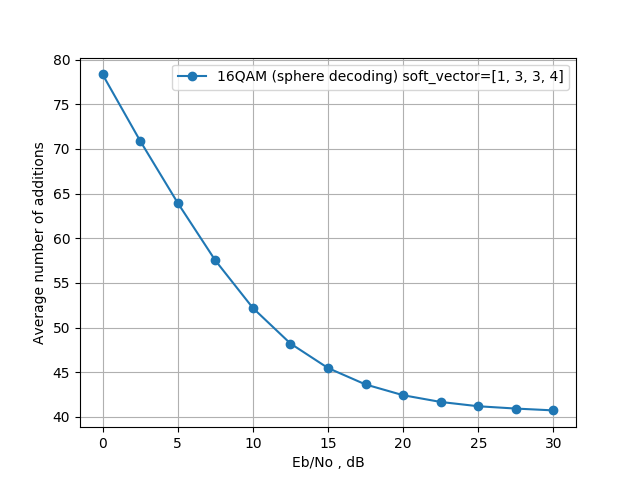 16QAM (sphere decoding) soft_vector=[1, 3, 3, 4]
80
75
70
65
60
55
50
45
40
Average number of additions
0 5 10 15 20 25 30
Eb/No , dB